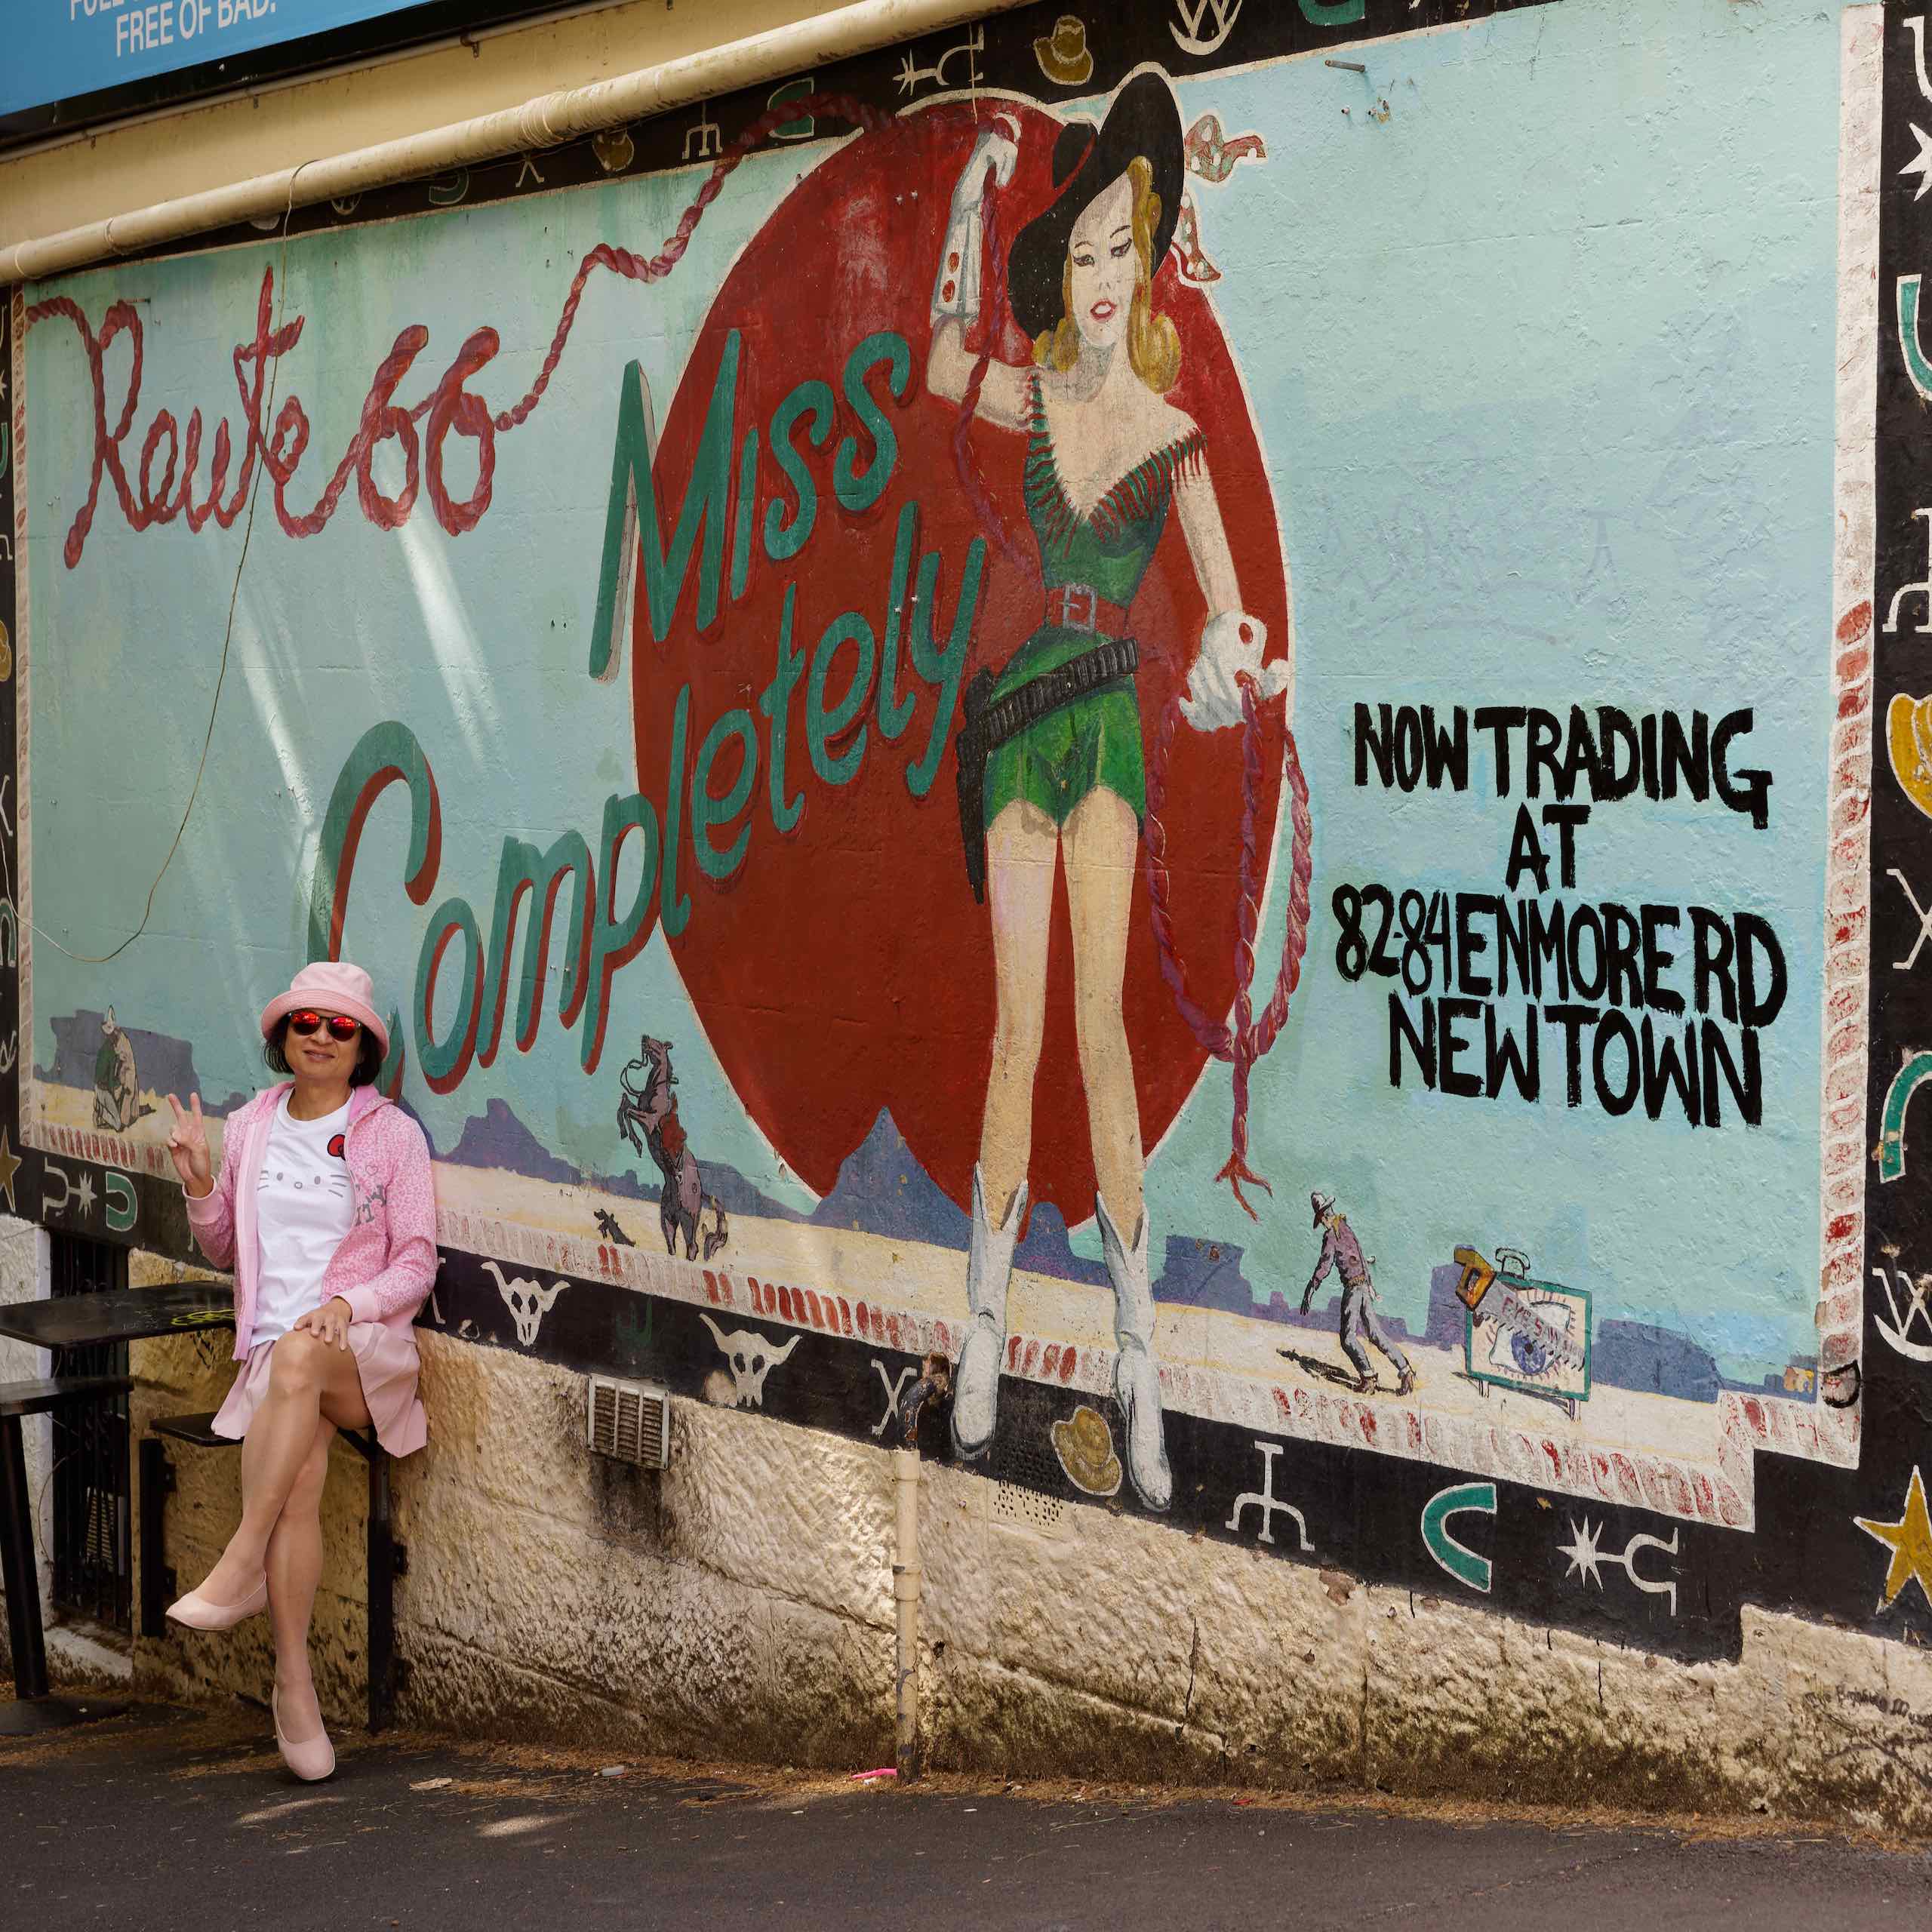 FREE OF BAD.
Route 66
Miss
Completely
NOW TRADING
AT
82-84 ENMORE RD
NEWTOWN